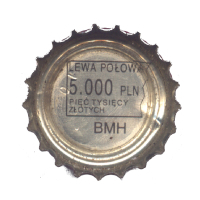 LEWA POŁOWA
5.000 PLN
PIĘĆ TYSIĘCY
ZŁOTYCH
BMH